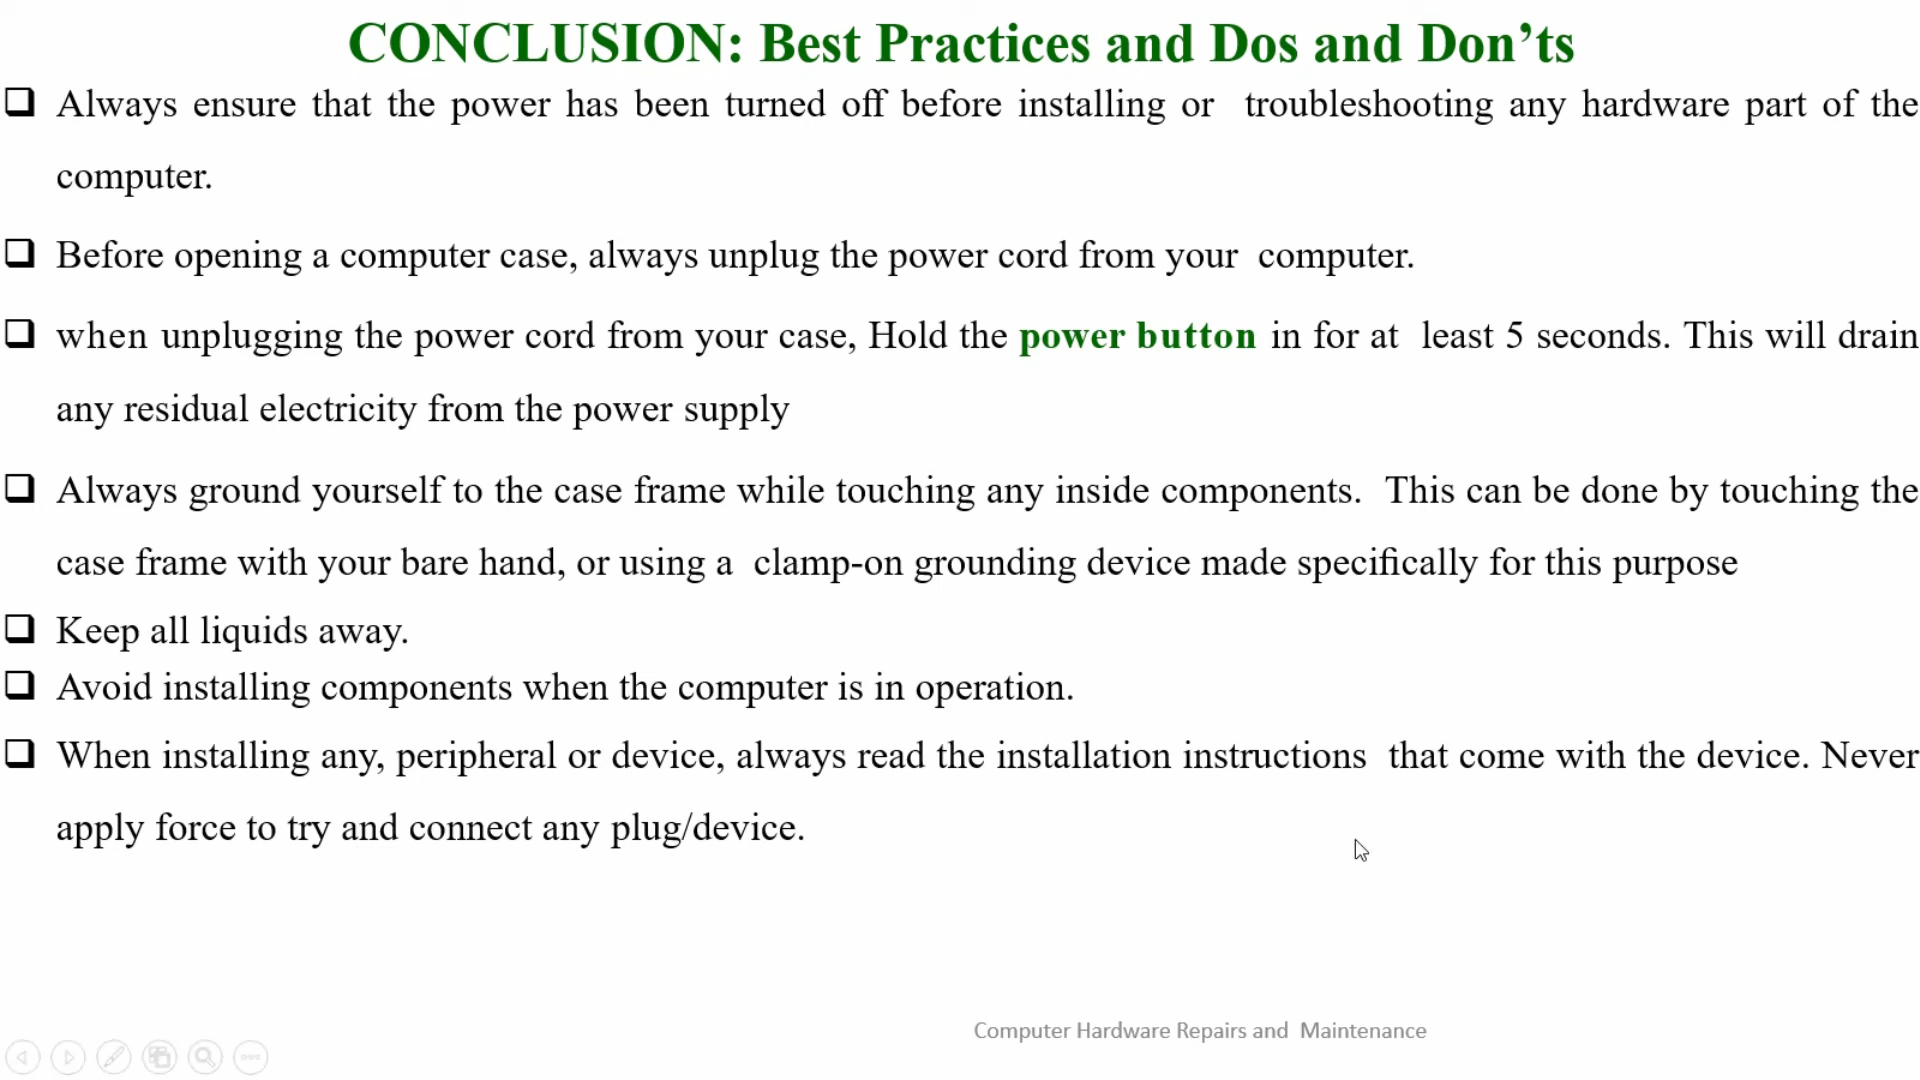 CONCLUSION: Best Practices and Dos and Don’ts
Always ensure that the power has been turned off before installing or troubleshooting any hardware part of the
computer.
Before opening a computer case, always unplug the power cord from your computer.
when unplugging the power cord from your case, Hold the power button in for at least 5 seconds. This will drain
any residual electricity from the power supply
Always ground yourself to the case frame while touching any inside components. This can be done by touching the
case frame with your bare hand, or using a clamp-on grounding device made specifically for this purpose
Keep all liquids away.
Avoid installing components when the computer is in operation.
When installing any, peripheral or device, always read the installation instructions that come with the device. Never
apply force to try and connect any plug/device.
Computer Hardware Repairs and Maintenance